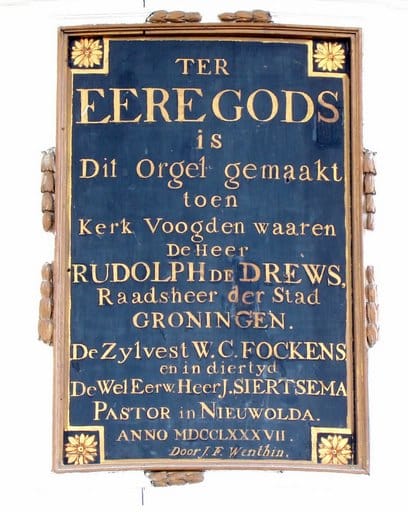 TER
EERE GODS
is
Dit Orgel gemaakt
toen
Kerk Voogden waaren
De Heer
RUDOLPH DE DREWS,
Raadsheer der Stad
GRONINGEN.
De Zylvest W. C. FOCKENS
en in dier tyd
De Wel Eerw. Heer J. SIERTSEMA
PASTOR in NIEUWOLDA.
ANNO MDCCLXXXVII.
Door J. F. Wenthin.